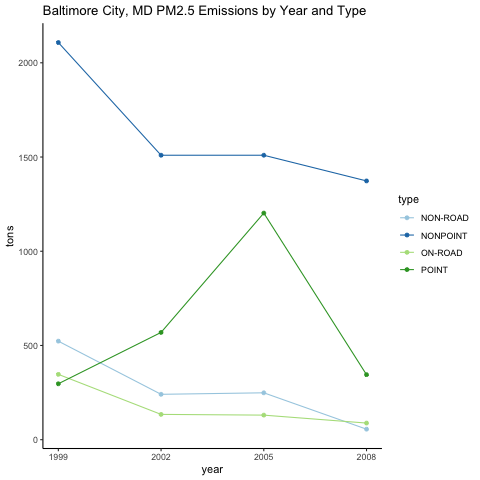 Baltimore City, MD PM2.5 Emissions by Year and Type
2000
1500
1000
500
0
tons
1999 2002 2005 2008
year
type
NON-ROAD
NONPOINT
ON-ROAD
POINT